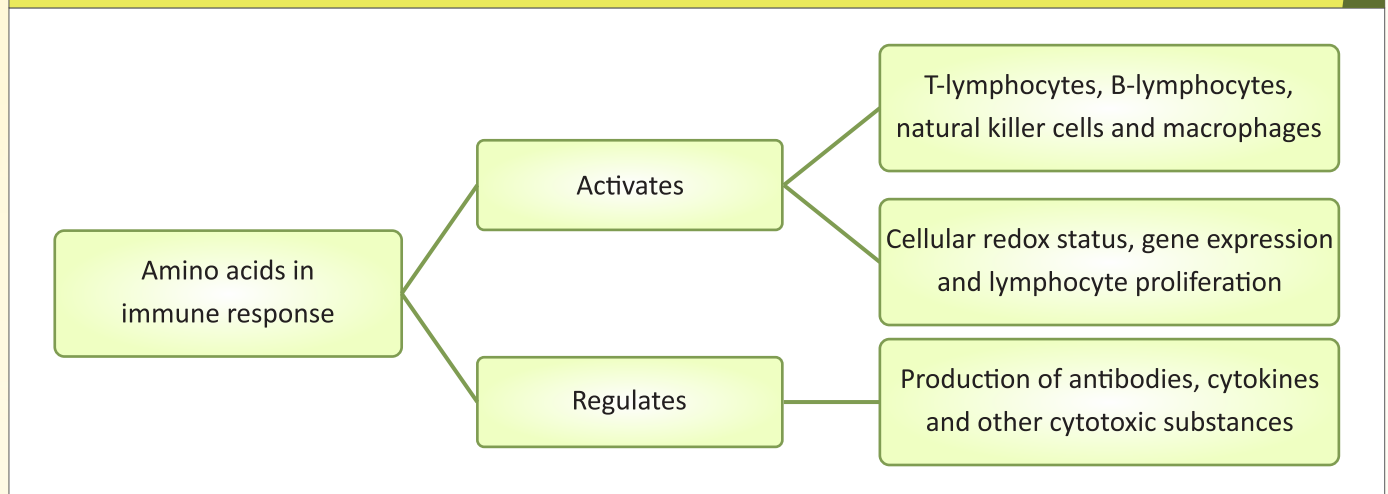 Amino acids in
immune response
Activates
T-lymphocytes, B-lymphocytes,
natural killer cells and macrophages
Cellular redox status, gene expression
and lymphocyte proliferation
Regulates
Production of antibodies, cytokines
and other cytotoxic substances